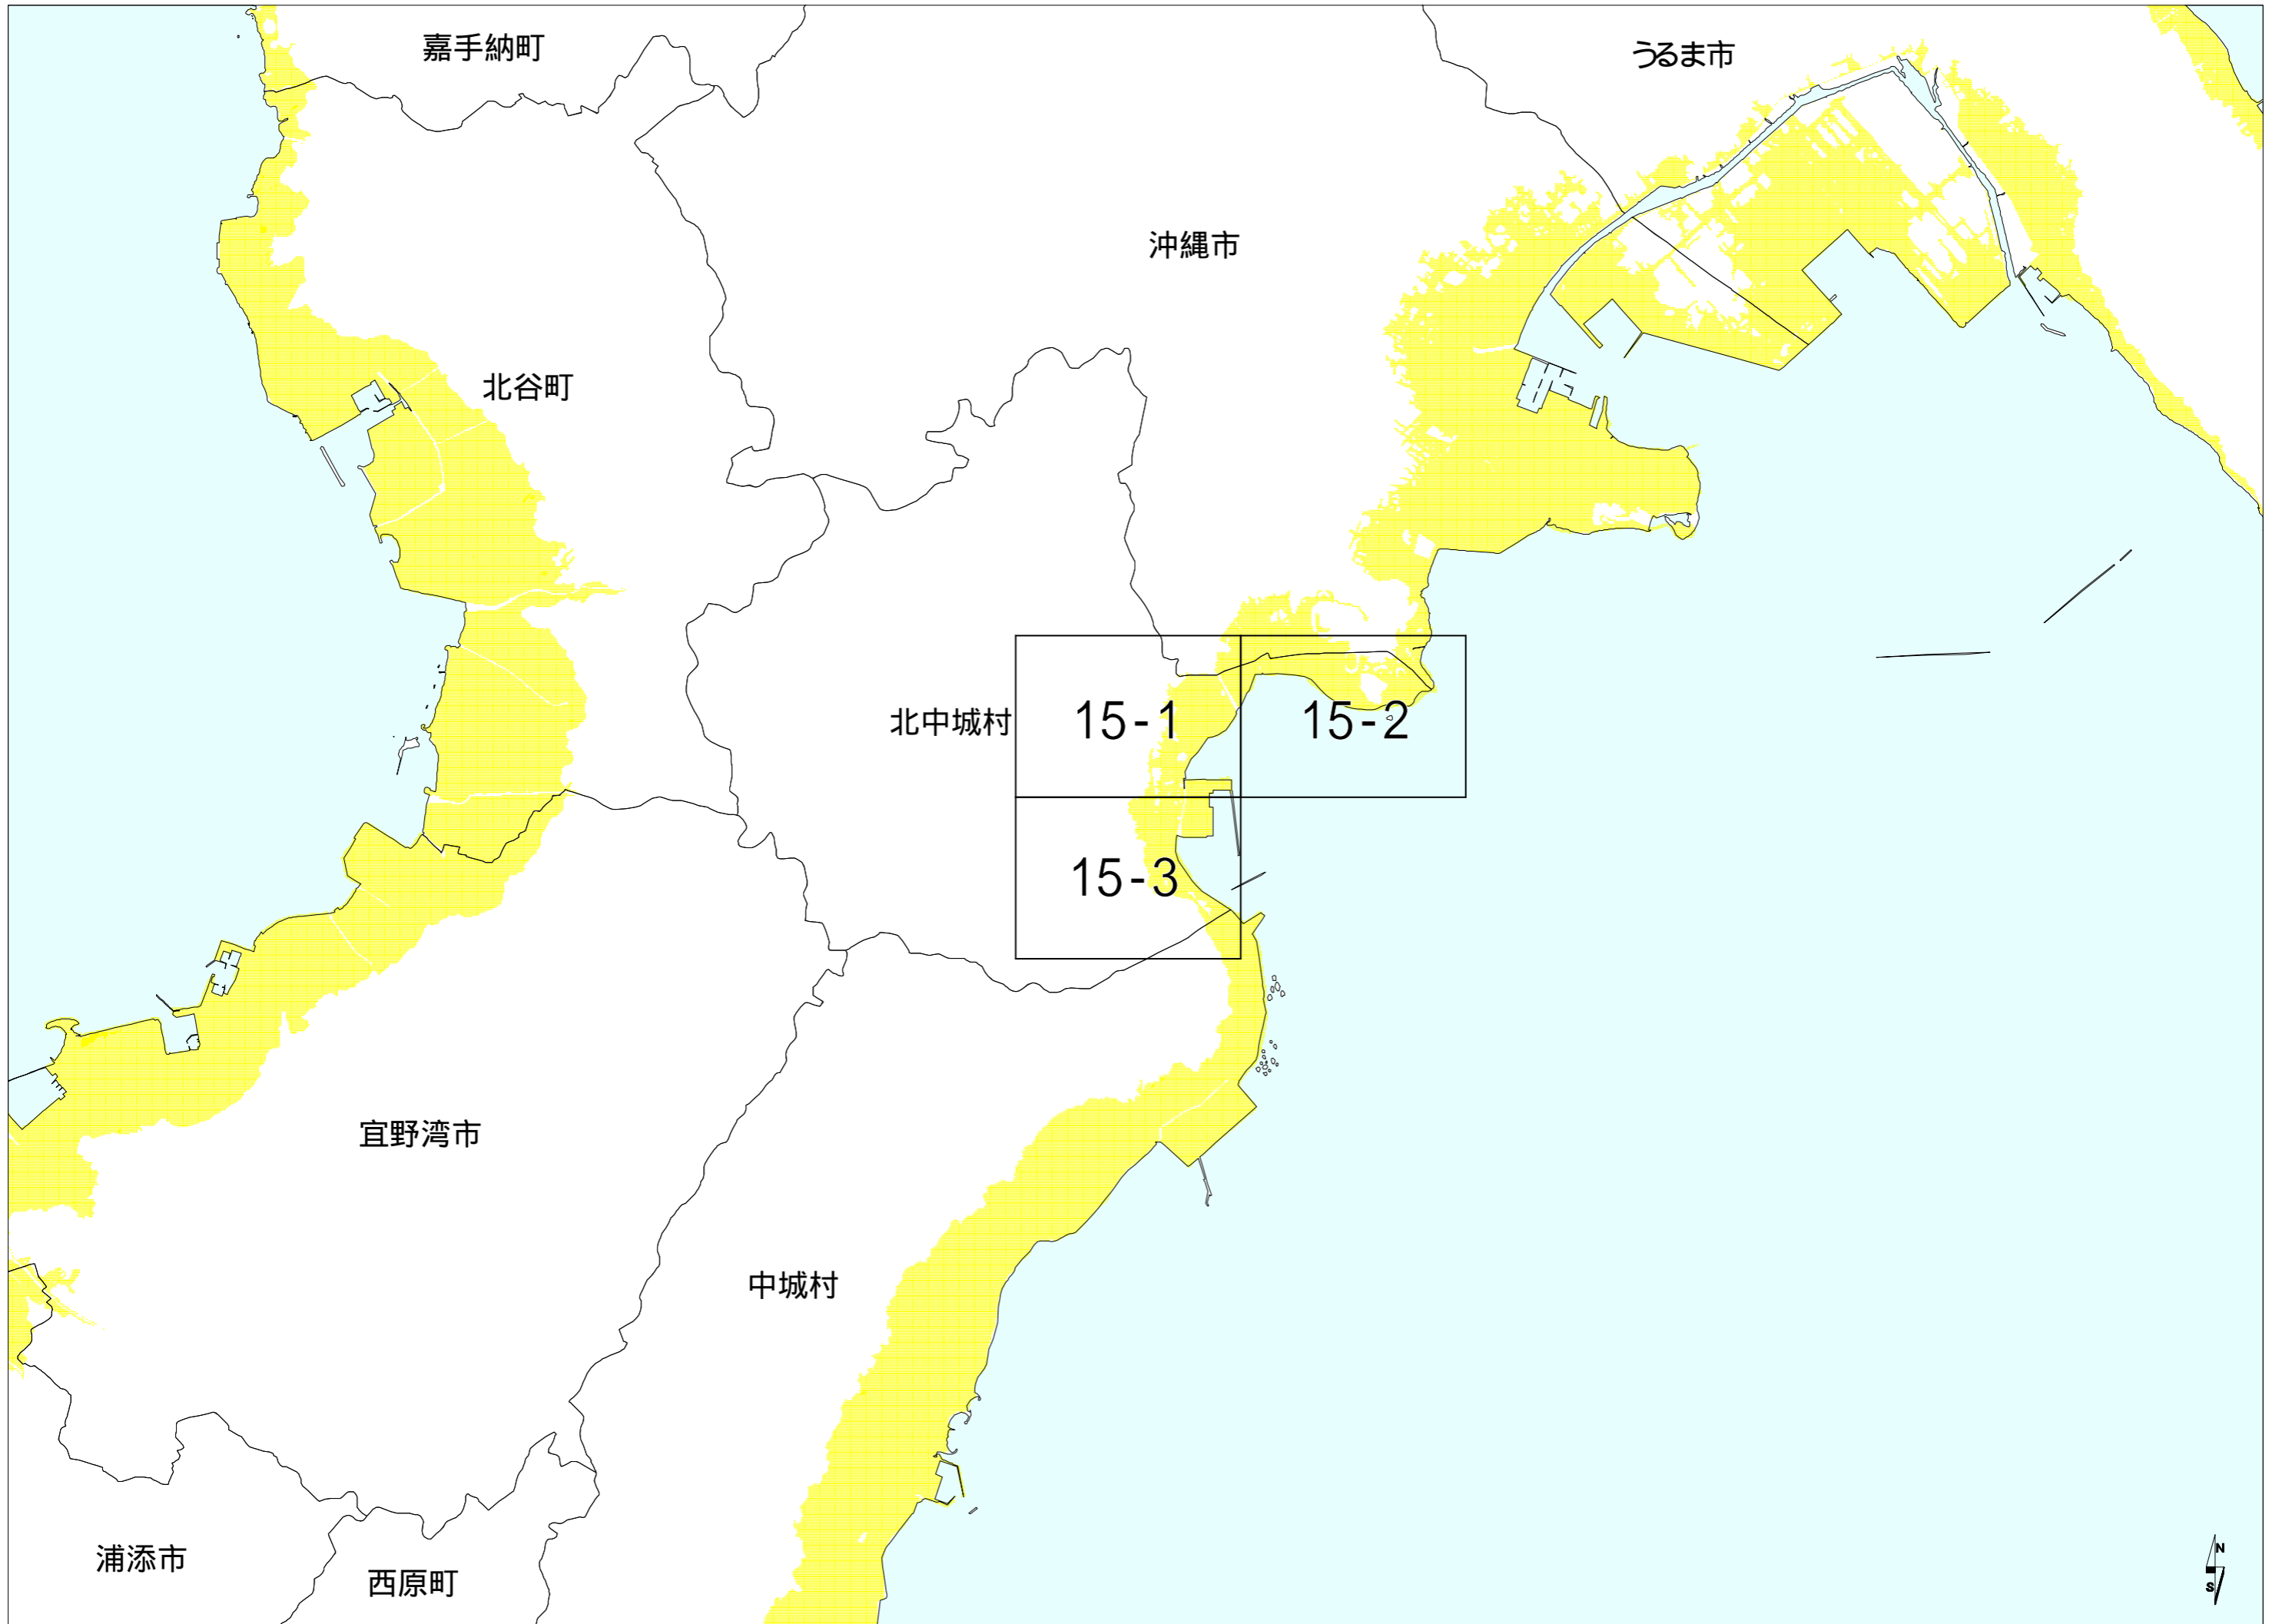 嘉手納町
うるま市
沖縄市
北谷町
北中城村
15-1
15-2
15-3
宜野湾市
中城村
浦添市
西原町
N
S